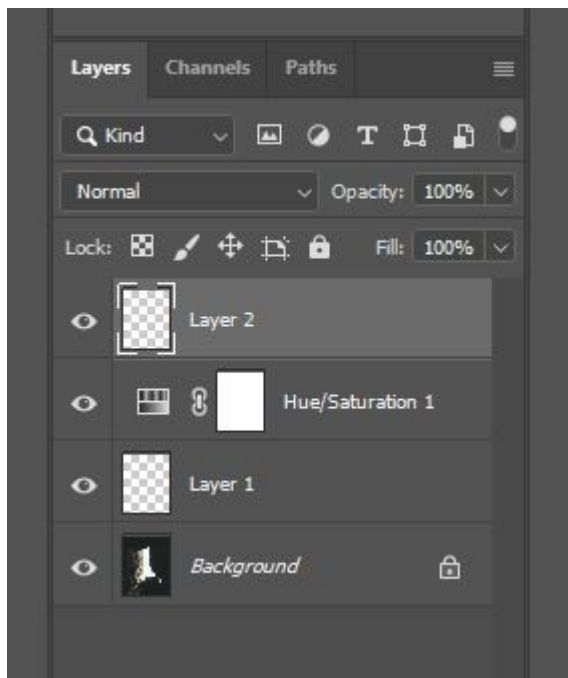 Layers Channels Paths
Kind T
Normal Opacity: 100%
Lock: Fill: 100%
Layer 2
Hue/Saturation 1
Layer 1
Background